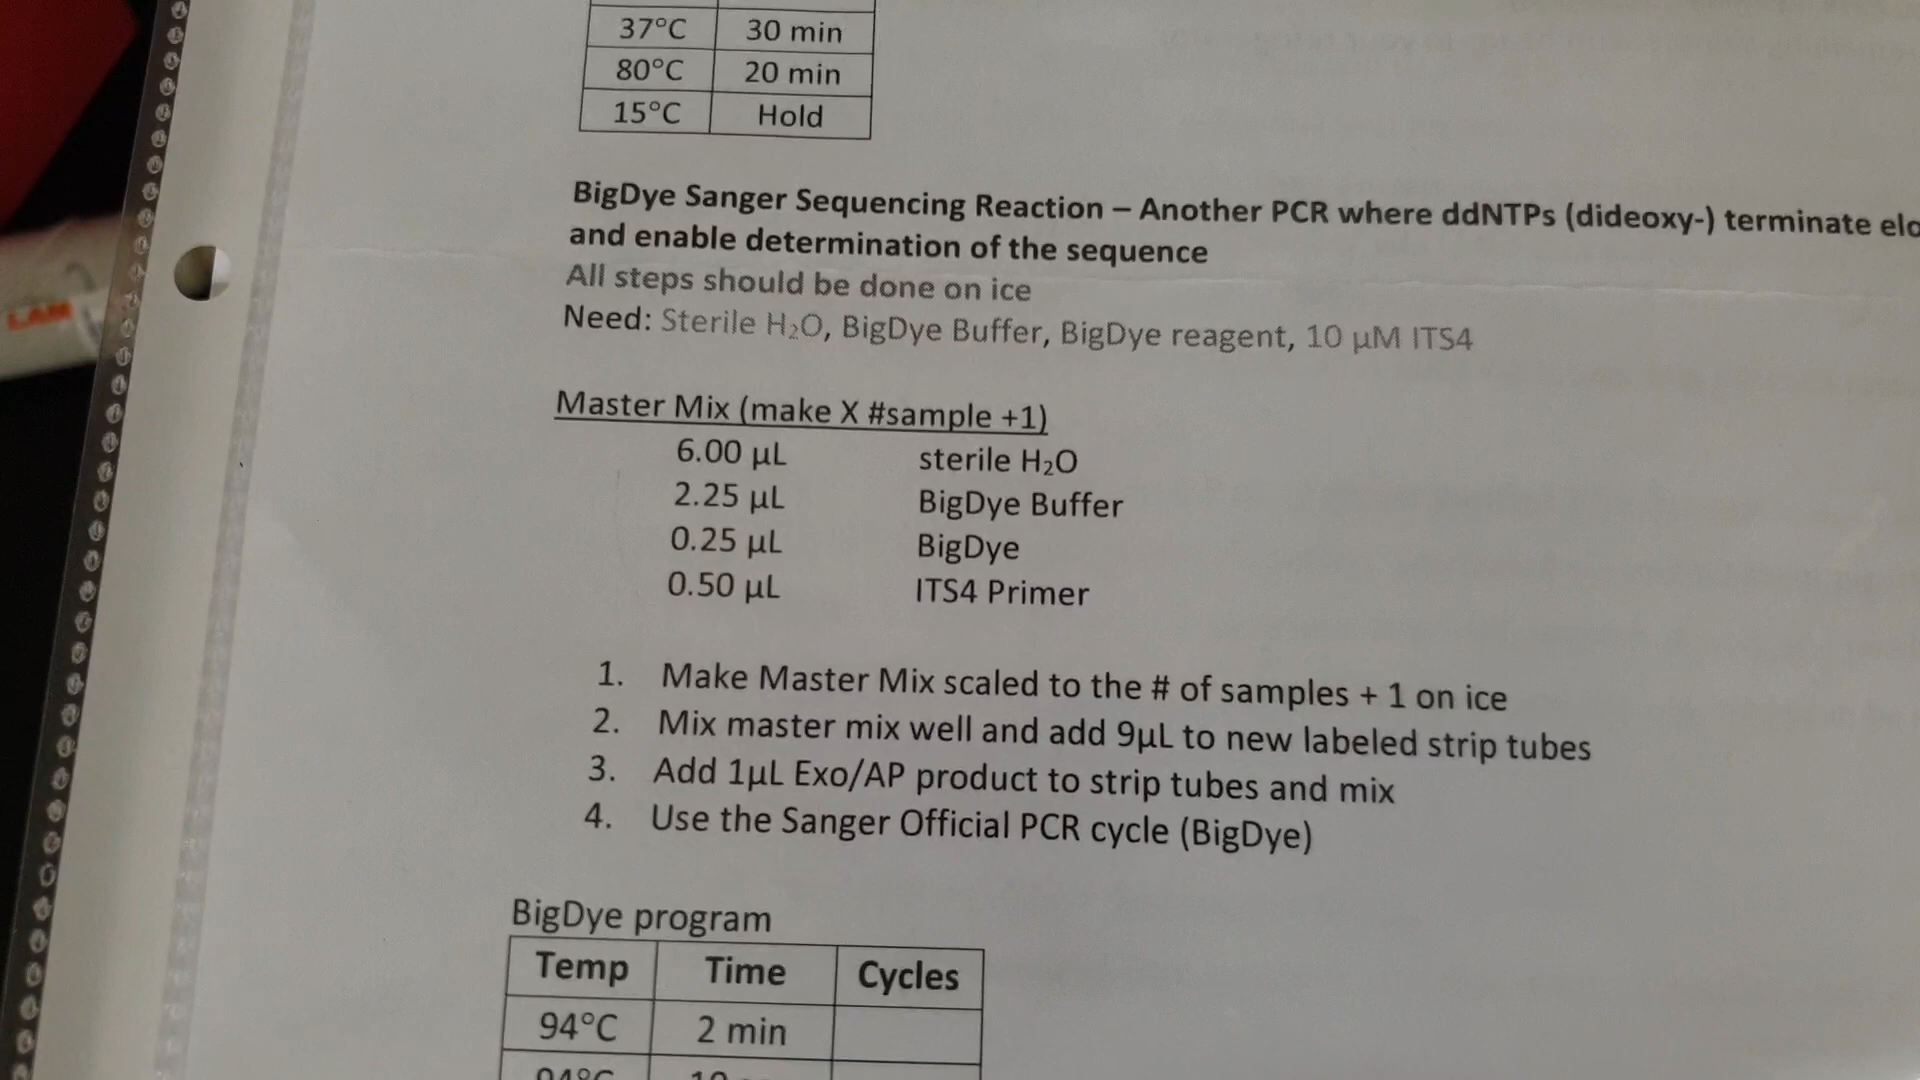 37°C 30 min
80°C 20 min
15°C Hold
BigDye Sanger Sequencing Reaction – Another PCR where ddNTPs (dideoxy-) terminate
and enable determination of the sequence
All steps should be done on ice
Need: Sterile H₂O, BigDye Buffer, BigDye reagent, 10 µM ITS4
Master Mix (make X #sample +1)
6.00 µL sterile H₂O
2.25 µL BigDye Buffer
0.25 µL BigDye
0.50 µL ITS4 Primer
1. Make Master Mix scaled to the # of samples + 1 on ice
2. Mix master mix well and add 9µL to new labeled strip tubes
3. Add 1µL Exo/AP product to strip tubes and mix
4. Use the Sanger Official PCR cycle (BigDye)
BigDye program
Temp Time Cycles
94°C 2 min
LAM